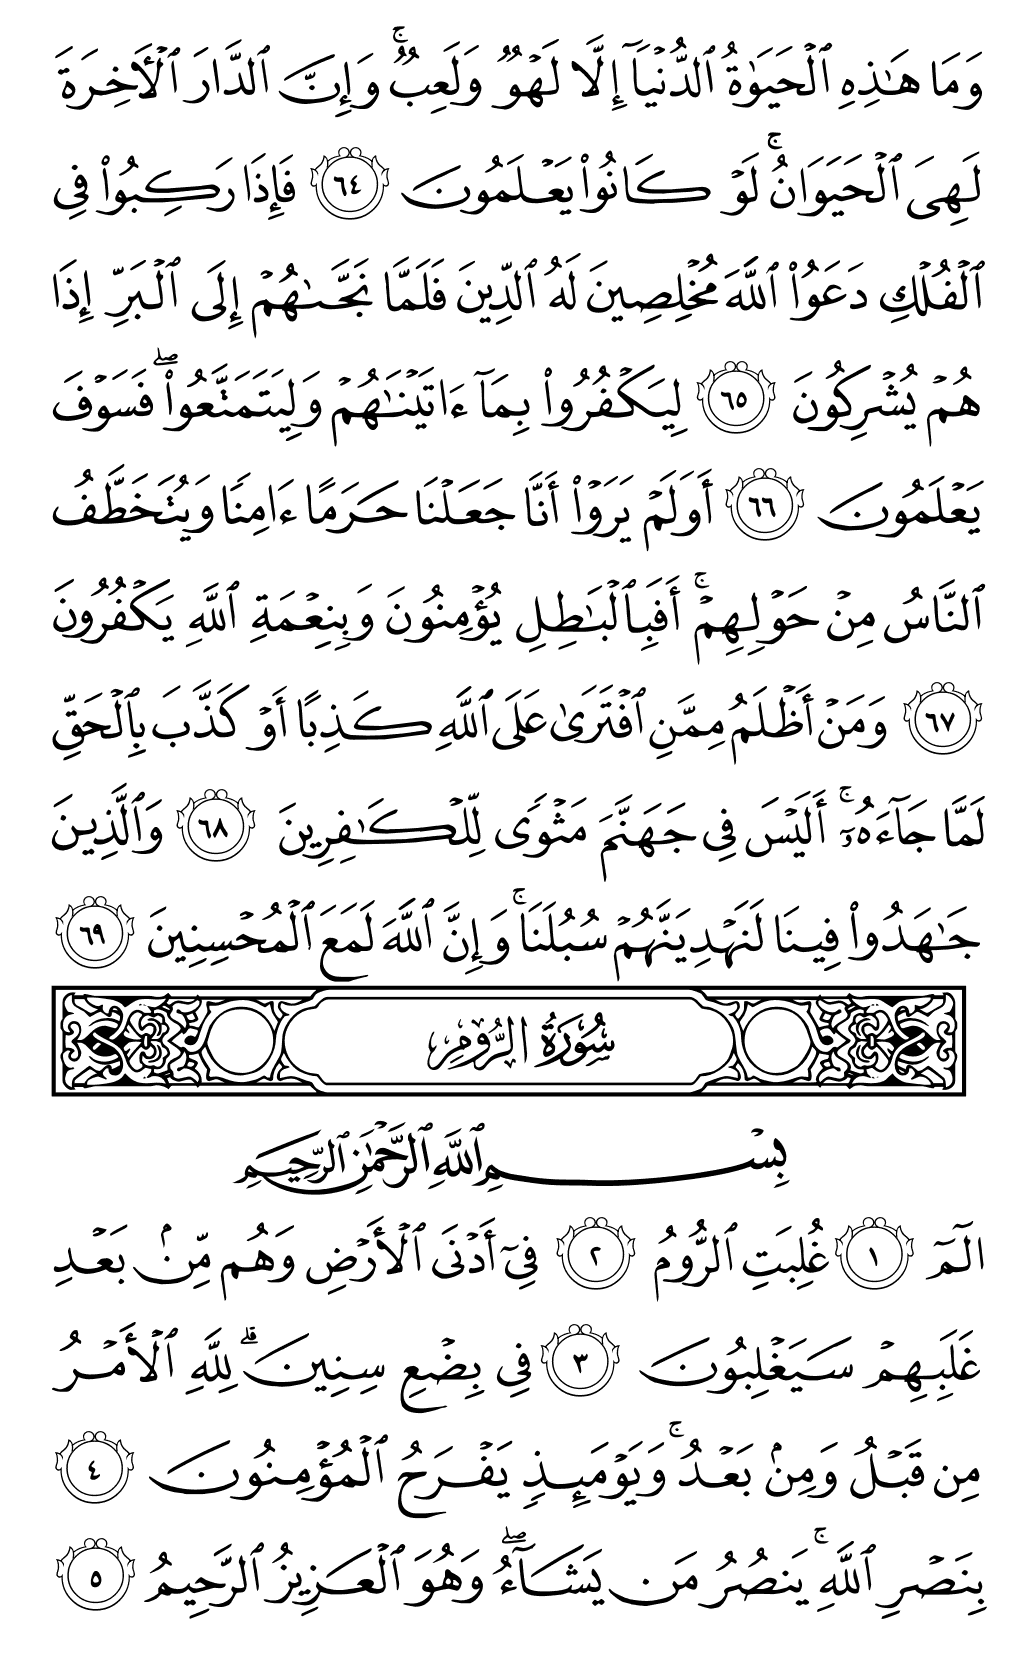 وَمَا هَـٰذِهِ ٱلْحَيَوٰةُ ٱلدُّنْيَآ إِلَّا لَهْوٌ وَلَعِبٌ ۚ وَإِنَّ ٱلدَّارَ ٱلْـَٔاخِرَةَ
لَهِىَ ٱلْحَيَوَانُ ۚ لَوْ كَانُوا۟ يَعْلَمُونَ ٦٤ فَإِذَا رَكِبُوا۟ فِى
ٱلْفُلْكِ دَعَوُا۟ ٱللَّهَ مُخْلِصِينَ لَهُ ٱلدِّينَ فَلَمَّا نَجَّىٰهُمْ إِلَى ٱلْبَرِّ إِذَا
هُمْ يُشْرِكُونَ ٦٥ لِيَكْفُرُوا۟ بِمَآ ءَاتَيْنَـٰهُمْ وَلِيَتَمَتَّعُوا۟ ۖ فَسَوْفَ
يَعْلَمُونَ ٦٦ أَوَلَمْ يَرَوْا۟ أَنَّا جَعَلْنَا حَرَمًا ءَامِنًا وَيُتَخَطَّفُ
ٱلنَّاسُ مِنْ حَوْلِهِمْ ۚ أَفَبِٱلْبَـٰطِلِ يُؤْمِنُونَ وَبِنِعْمَةِ ٱللَّهِ يَكْفُرُونَ
٦٧ وَمَنْ أَظْلَمُ مِمَّنِ ٱفْتَرَىٰ عَلَى ٱللَّهِ كَذِبًا أَوْ كَذَّبَ بِٱلْحَقِّ
لَمَّا جَآءَهُۥٓ ۚ أَلَيْسَ فِى جَهَنَّمَ مَثْوًى لِّلْكَـٰفِرِينَ ٦٨ وَٱلَّذِينَ
جَـٰهَدُوا۟ فِينَا لَنَهْدِيَنَّهُمْ سُبُلَنَا ۚ وَإِنَّ ٱللَّهَ لَمَعَ ٱلْمُحْسِنِينَ ٦٩
سُورَةُ الرُّومِ
بِسْمِ ٱللَّهِ ٱلرَّحْمَـٰنِ ٱلرَّحِيمِ
الٓمٓ ١ غُلِبَتِ ٱلرُّومُ ٢ فِىٓ أَدْنَى ٱلْأَرْضِ وَهُم مِّنۢ بَعْدِ
غَلَبِهِمْ سَيَغْلِبُونَ ٣ فِى بِضْعِ سِنِينَ ۗ لِلَّهِ ٱلْأَمْرُ
مِن قَبْلُ وَمِنۢ بَعْدُ ۚ وَيَوْمَئِذٍ يَفْرَحُ ٱلْمُؤْمِنُونَ ٤
بِنَصْرِ ٱللَّهِ ۚ يَنصُرُ مَن يَشَآءُ ۖ وَهُوَ ٱلْعَزِيزُ ٱلرَّحِيمُ ٥